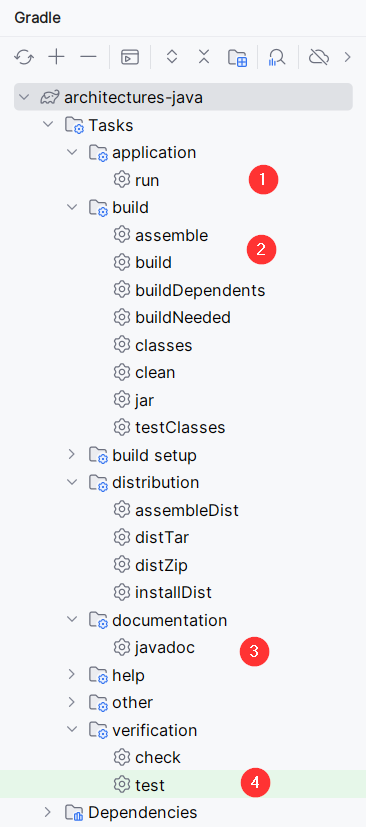 Gradle
architectures-java
Tasks
application
run 1
build
assemble 2
build
buildDependents
buildNeeded
classes
clean
jar
testClasses
build setup
distribution
assembleDist
distTar
distZip
installDist
documentation
javadoc 3
help
other
verification
check
test 4
Dependencies